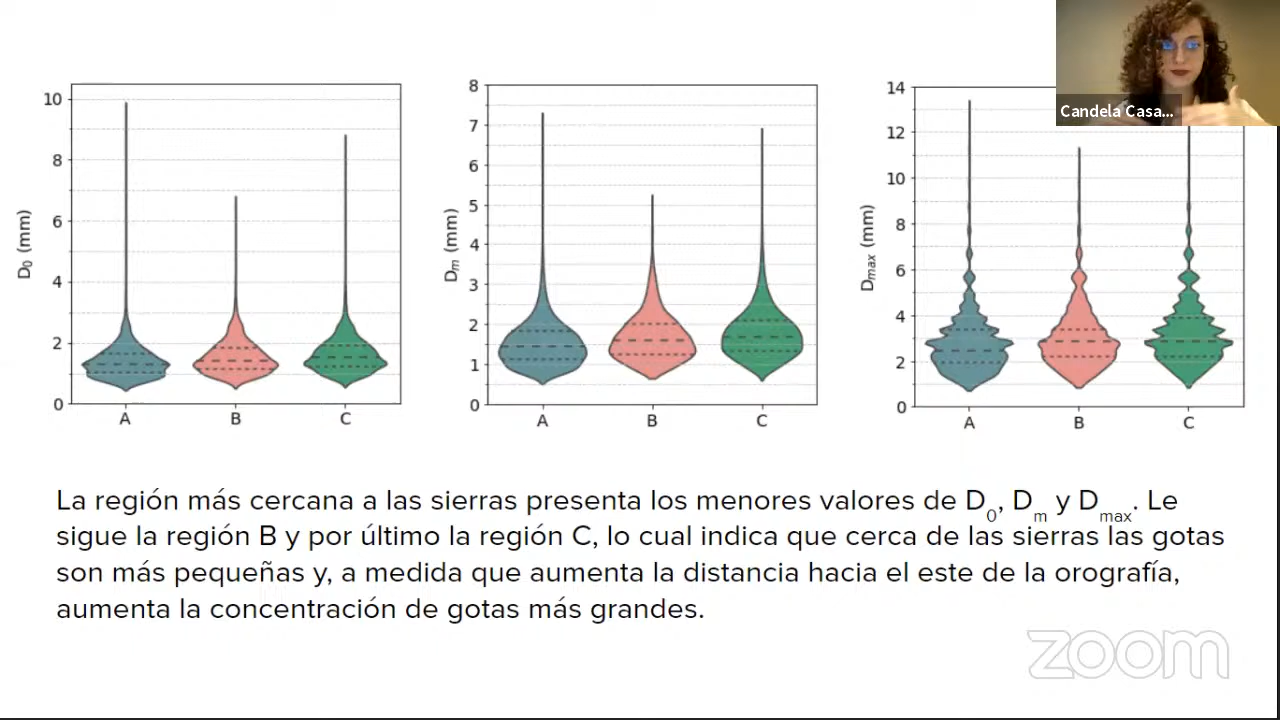 Candela Casa...
D0 (mm)
10
8
6
4
2
0
A B C
Dm (mm)
8
7
6
5
4
3
2
1
0
A B C
Dmax (mm)
14
12
10
8
6
4
2
0
A B C
La región más cercana a las sierras presenta los menores valores de D0, Dm y Dmax. Le
sigue la región B y por último la región C, lo cual indica que cerca de las sierras las gotas
son más pequeñas y, a medida que aumenta la distancia hacia el este de la orografía,
aumenta la concentración de gotas más grandes.
zoom